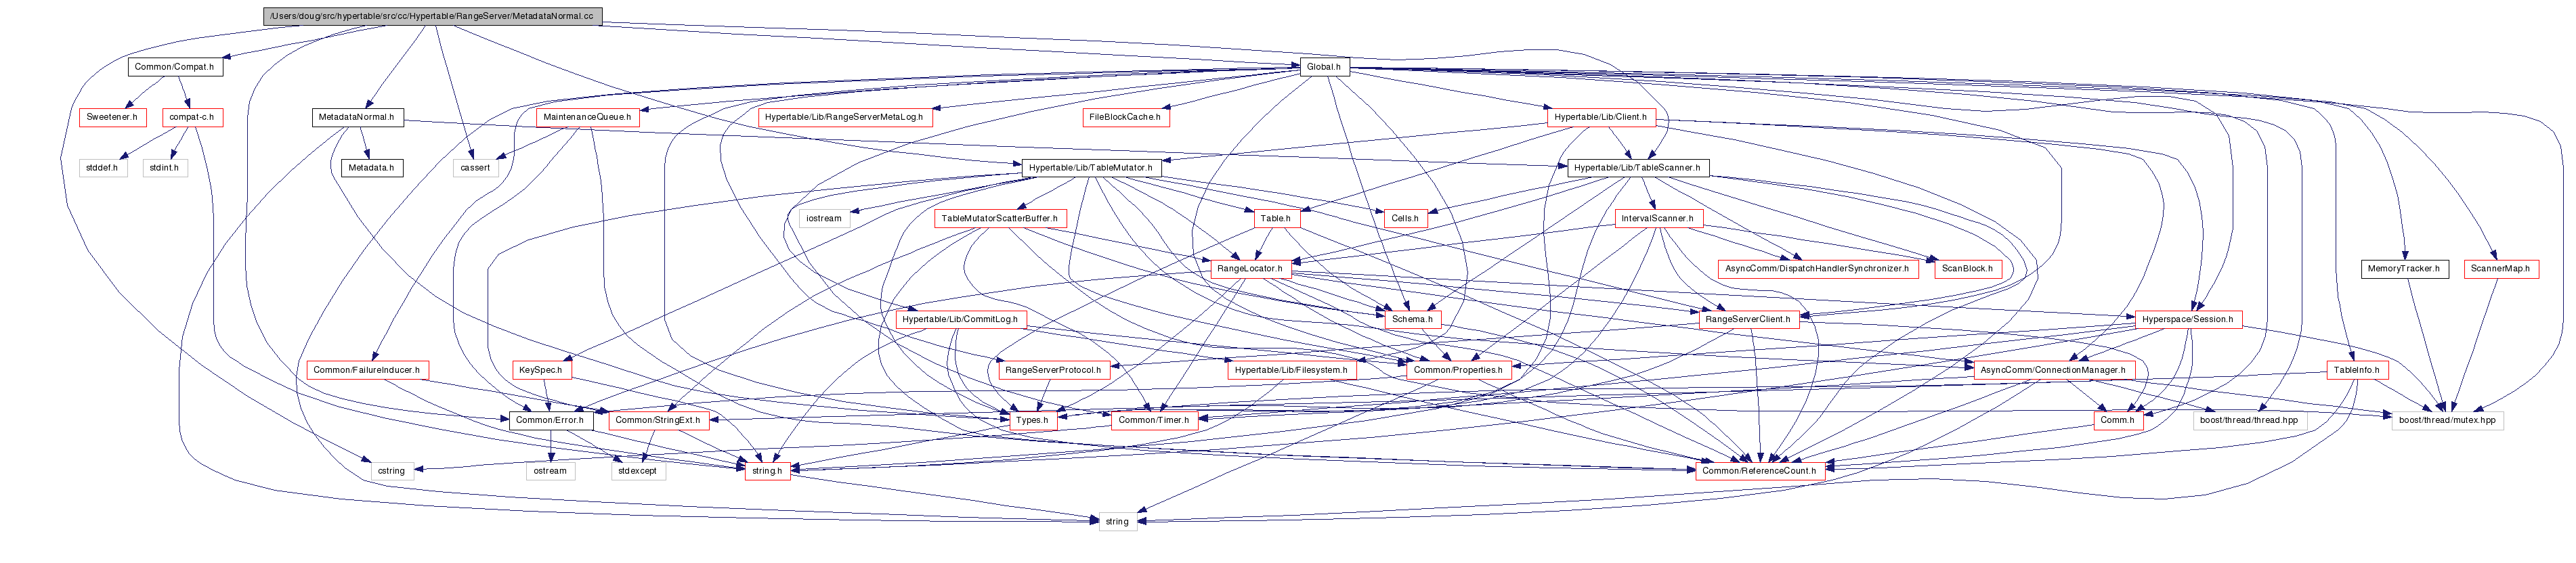 /Users/doug/src/hypertable/src/cc/Hypertable/RangeServer/MetadataNormal.cc
Common/Compat.h
Global.h
Sweetener.h
compat-c.h
MetadataNormal.h
MaintenanceQueue.h
Hypertable/Lib/RangeServerMetaLog.h
FileBlockCache.h
Hypertable/Lib/Client.h
stddef.h
stdint.h
Metadata.h
cassert
Hypertable/Lib/TableMutator.h
Hypertable/Lib/TableScanner.h
iostream
TableMutatorScatterBuffer.h
Table.h
Cells.h
IntervalScanner.h
RangeLocator.h
AsyncComm/DispatchHandlerSynchronizer.h
ScanBlock.h
MemoryTracker.h
ScannerMap.h
Hypertable/Lib/CommitLog.h
Schema.h
RangeServerClient.h
Hyperspace/Session.h
Common/FailureInducer.h
KeySpec.h
RangeServerProtocol.h
Hypertable/Lib/Filesystem.h
Common/Properties.h
AsyncComm/ConnectionManager.h
TableInfo.h
Common/Error.h
Common/StringExt.h
Types.h
Common/Timer.h
Comm.h
boost/thread/thread.hpp
boost/thread/mutex.hpp
cstring
ostream
stdexcept
string.h
Common/ReferenceCount.h
string